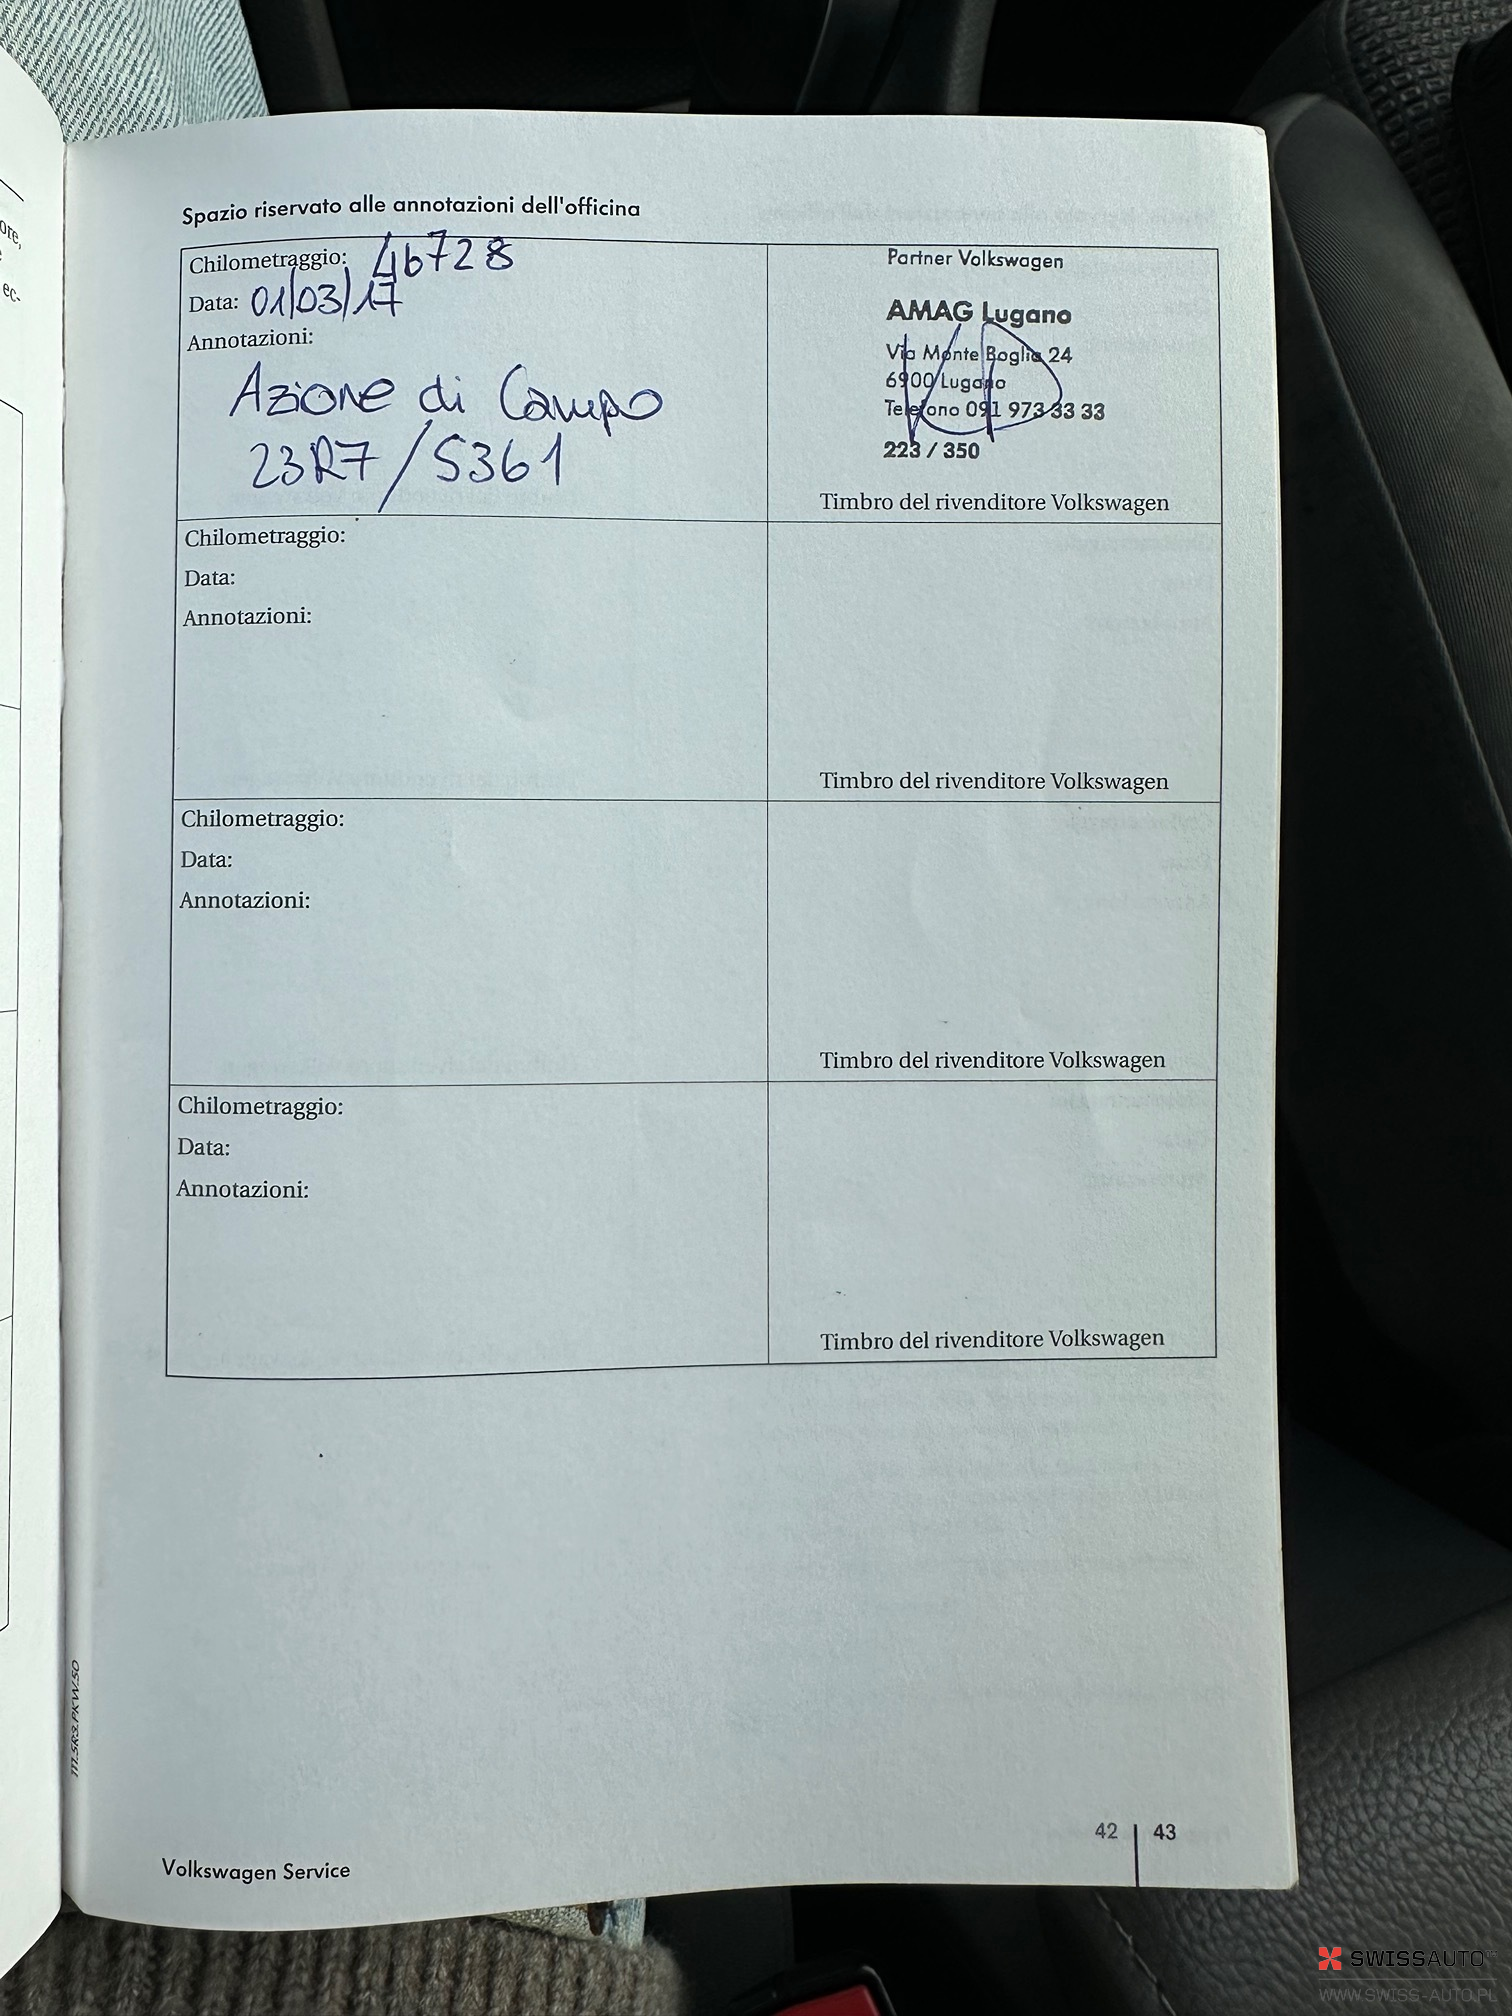 ore,
ec-
Spazio riservato alle annotazioni dell'officina
Chilometraggio: 46728
Data: 01/03/17
Annotazioni:
Azione di Campo
23R7/S361
Partner Volkswagen
AMAG Lugano
Via Monte Boglia 24
6900 Lugano
Telefono 091 973 33 33
223 / 350
Timbro del rivenditore Volkswagen
Chilometraggio:
Data:
Annotazioni:
Timbro del rivenditore Volkswagen
Chilometraggio:
Data:
Annotazioni:
Timbro del rivenditore Volkswagen
Chilometraggio:
Data:
Annotazioni:
Timbro del rivenditore Volkswagen
Volkswagen Service
42 43
SWISSAUTO
WWW.SWISS-AUTO.PL